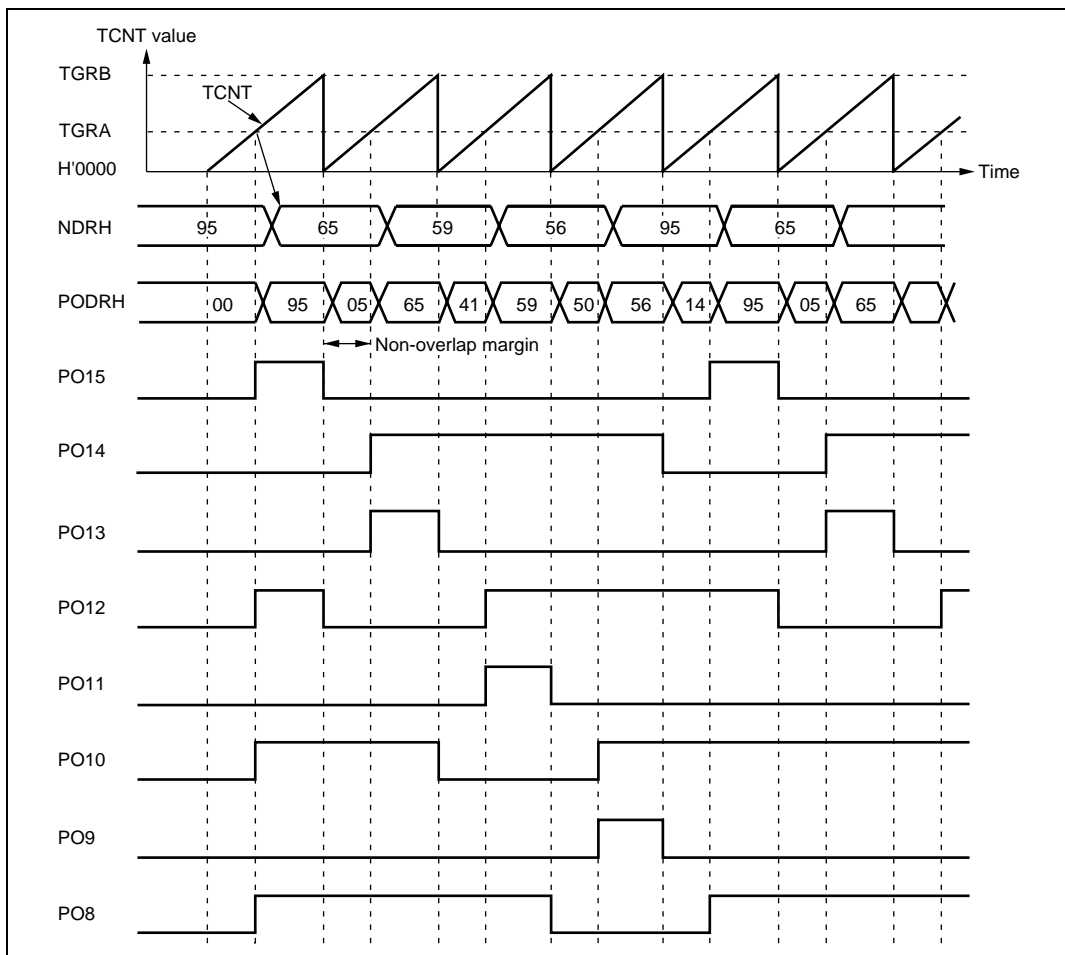 TCNT value
TGRB
TCNT
TGRA
H'0000
Time
NDRH 95 65 59 56 95 65
PODRH 00 95 05 65 41 59 50 56 14 95 05 65
Non-overlap margin
PO15
PO14
PO13
PO12
PO11
PO10
PO9
PO8